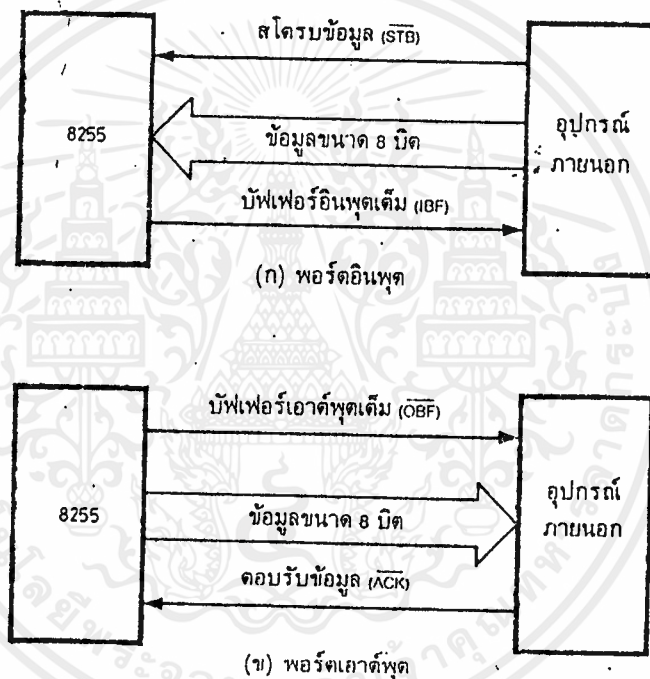 สโตรบข้อมูล (S̅T̅B̅)
8255
ข้อมูลขนาด 8 บิต
อุปกรณ์
ภายนอก
บัฟเฟอร์อินพุตเต็ม (IBF)
(ก) พอร์ตอินพุต
บัฟเฟอร์เอาต์พุตเต็ม (O̅B̅F̅)
8255
ข้อมูลขนาด 8 บิต
อุปกรณ์
ภายนอก
ตอบรับข้อมูล (A̅C̅K̅)
(ข) พอร์ตเอาต์พุต